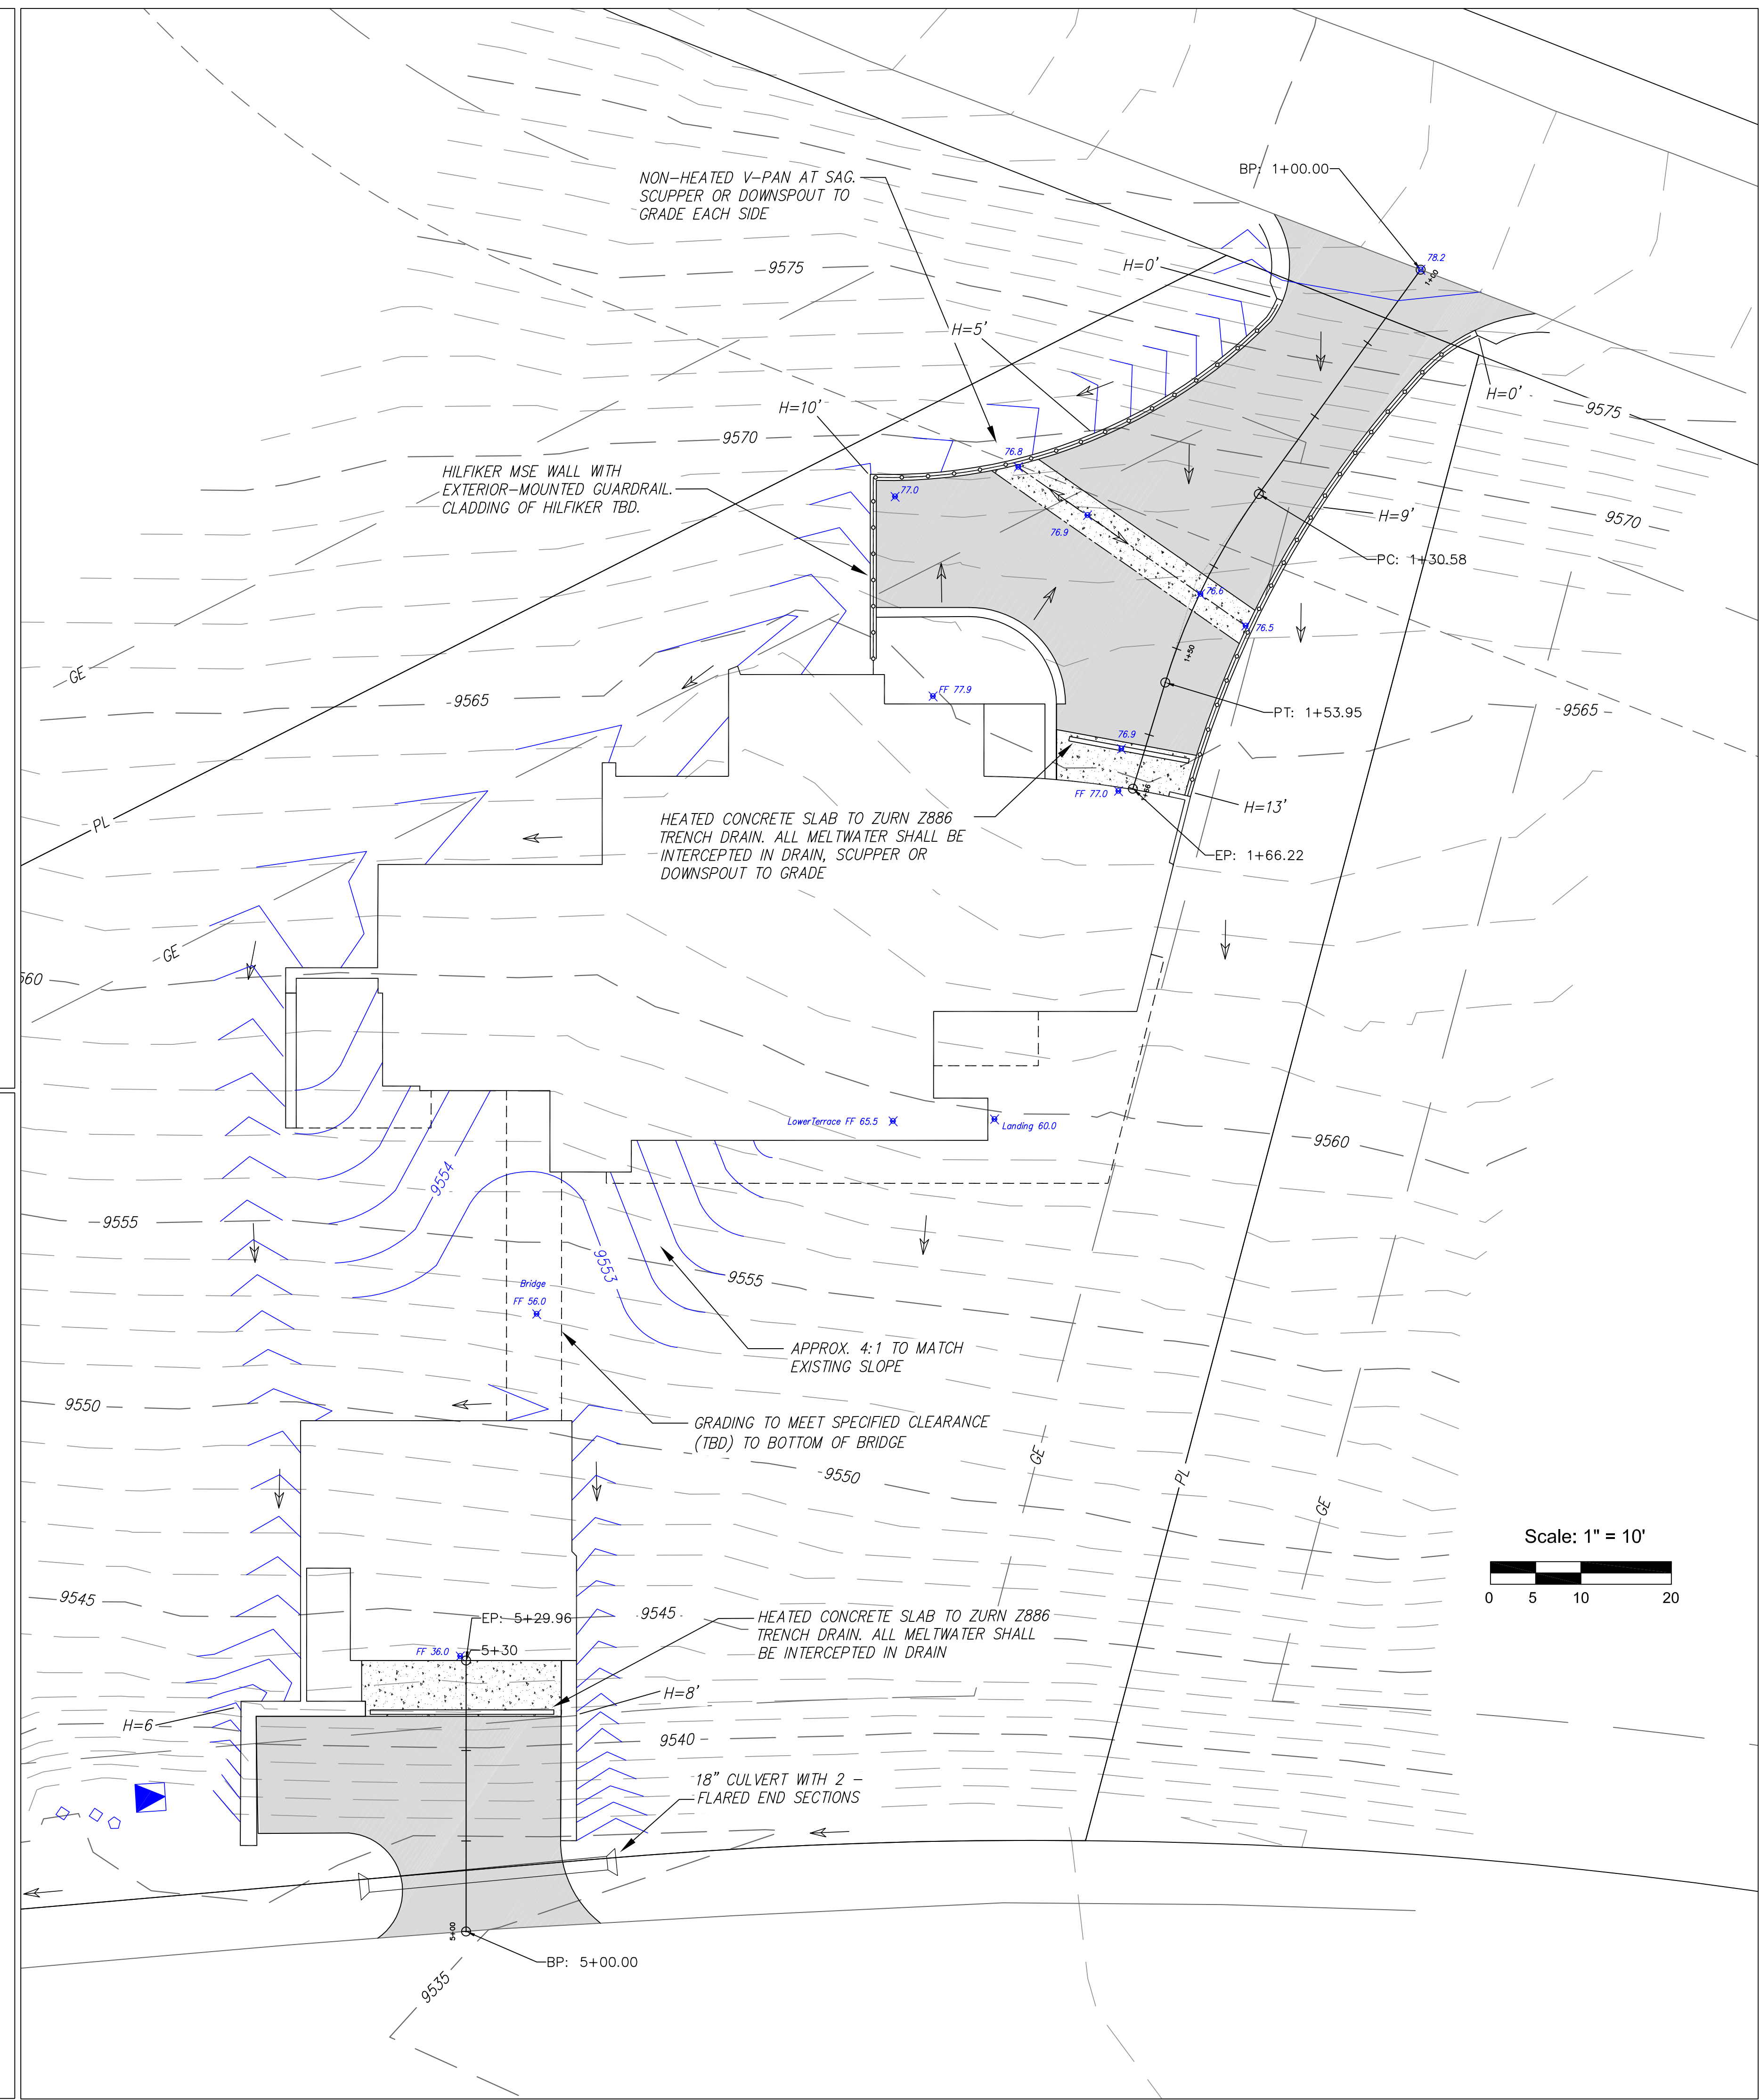 BP: 1+00.00
NON-HEATED V-PAN AT SAG.
SCUPPER OR DOWNSPOUT TO
GRADE EACH SIDE
78.2
1+00
H=0'
9575
H=5'
H=0'
9575
H=10'
9570
76.8
HILFIKER MSE WALL WITH
EXTERIOR-MOUNTED GUARDRAIL.
CLADDING OF HILFIKER TBD.
77.0
H=9'
9570
76.9
PC: 1+30.58
76.6
76.5
1+50
GE
FF 77.9
9565
PT: 1+53.95
9565
76.9
FF 77.0
H=13'
PL
HEATED CONCRETE SLAB TO ZURN Z886
TRENCH DRAIN. ALL MELTWATER SHALL BE
INTERCEPTED IN DRAIN, SCUPPER OR
DOWNSPOUT TO GRADE
EP: 1+66.22
GE
560
LowerTerrace FF 65.5
Landing 60.0
9560
9554
9555
9553
9555
Bridge
FF 56.0
APPROX. 4:1 TO MATCH
EXISTING SLOPE
9550
GRADING TO MEET SPECIFIED CLEARANCE
(TBD) TO BOTTOM OF BRIDGE
GE
PL
9550
GE
Scale: 1" = 10'
0 5 10 20
9545
EP: 5+29.96
9545
HEATED CONCRETE SLAB TO ZURN Z886
TRENCH DRAIN. ALL MELTWATER SHALL
BE INTERCEPTED IN DRAIN
FF 36.0
5+30
H=8'
H=6
9540
18" CULVERT WITH 2 -
FLARED END SECTIONS
5+00
BP: 5+00.00
9535